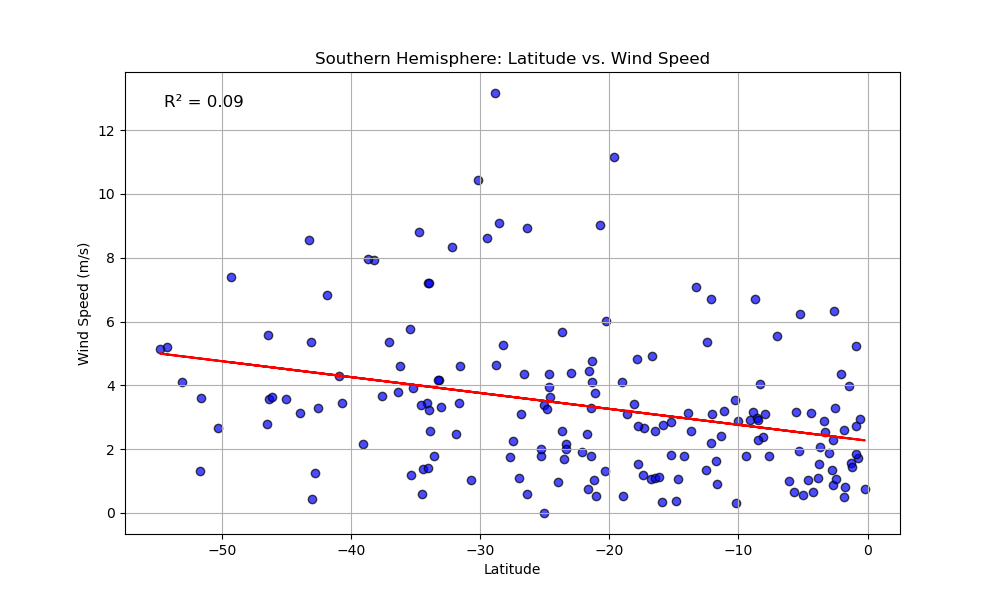 Southern Hemisphere: Latitude vs. Wind Speed
R² = 0.09
12
10
8
6
4
2
0
Wind Speed (m/s)
−50 −40 −30 −20 −10 0
Latitude